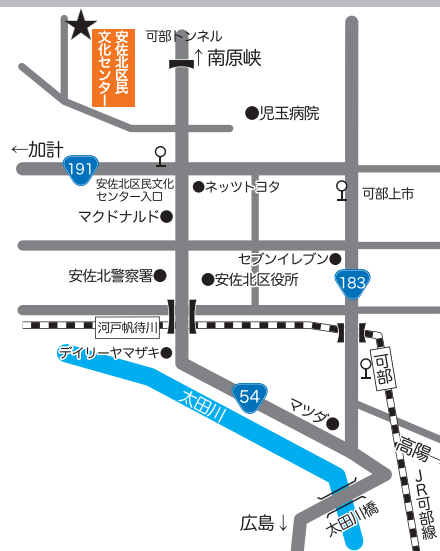 安佐北区民
文化センター
可部トンネル
↑南原峡
●児玉病院
←加計
191
安佐北区民文化
センター入口
●ネッツトヨタ
可部上市
マクドナルド●
セブンイレブン●
安佐北警察署●
●安佐北区役所
183
河戸帆待川
デイリーヤマザキ●
可部
54
太田川
マツダ●
高陽→
JR可部線
広島↓
太田川橋